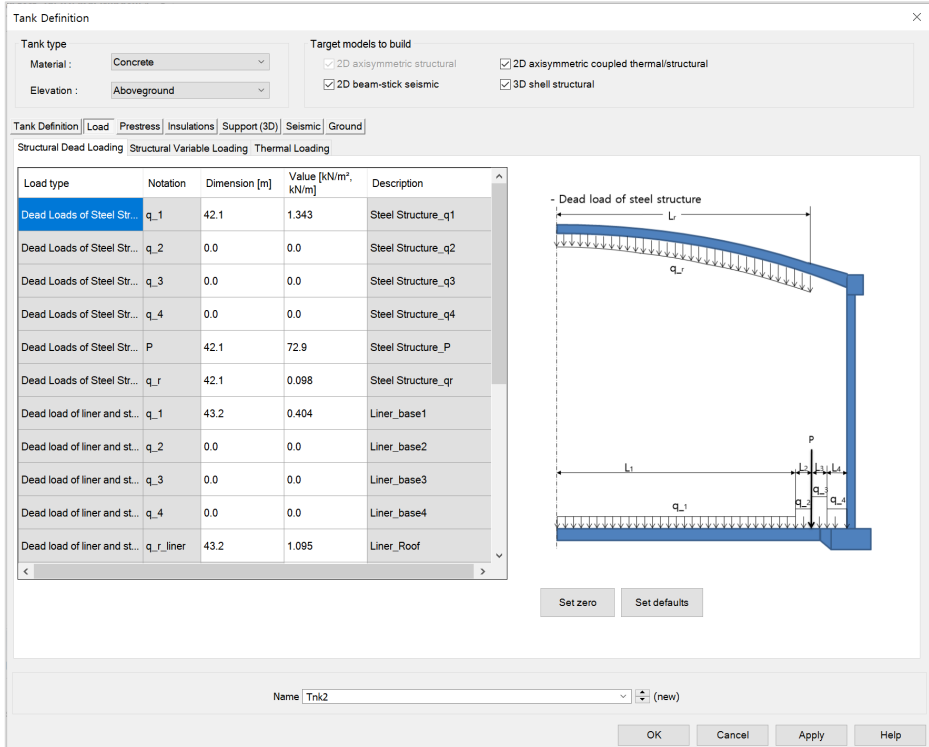 Tank Definition
Tank type
Material : Concrete
Elevation : Aboveground
Target models to build
2D axisymmetric structural 2D axisymmetric coupled thermal/structural
2D beam-stick seismic 3D shell structural
Tank Definition Load Prestress Insulations Support (3D) Seismic Ground
Structural Dead Loading Structural Variable Loading Thermal Loading
Load type Notation Dimension [m] Value [kN/m², kN/m] Description
Dead Loads of Steel Str... q_1 42.1 1.343 Steel Structure_q1
Dead Loads of Steel Str... q_2 0.0 0.0 Steel Structure_q2
Dead Loads of Steel Str... q_3 0.0 0.0 Steel Structure_q3
Dead Loads of Steel Str... q_4 0.0 0.0 Steel Structure_q4
Dead Loads of Steel Str... P 42.1 72.9 Steel Structure_P
Dead Loads of Steel Str... q_r 42.1 0.098 Steel Structure_qr
Dead load of liner and st... q_1 43.2 0.404 Liner_base1
Dead load of liner and st... q_2 0.0 0.0 Liner_base2
Dead load of liner and st... q_3 0.0 0.0 Liner_base3
Dead load of liner and st... q_4 0.0 0.0 Liner_base4
Dead load of liner and st... q_r_liner 43.2 1.095 Liner_Roof
- Dead load of steel structure
Lr
q_r
P
L1 L2 L3 L4
q_1 q_2 q_3 q_4
Set zero Set defaults
Name Tnk2 (new)
OK Cancel Apply Help